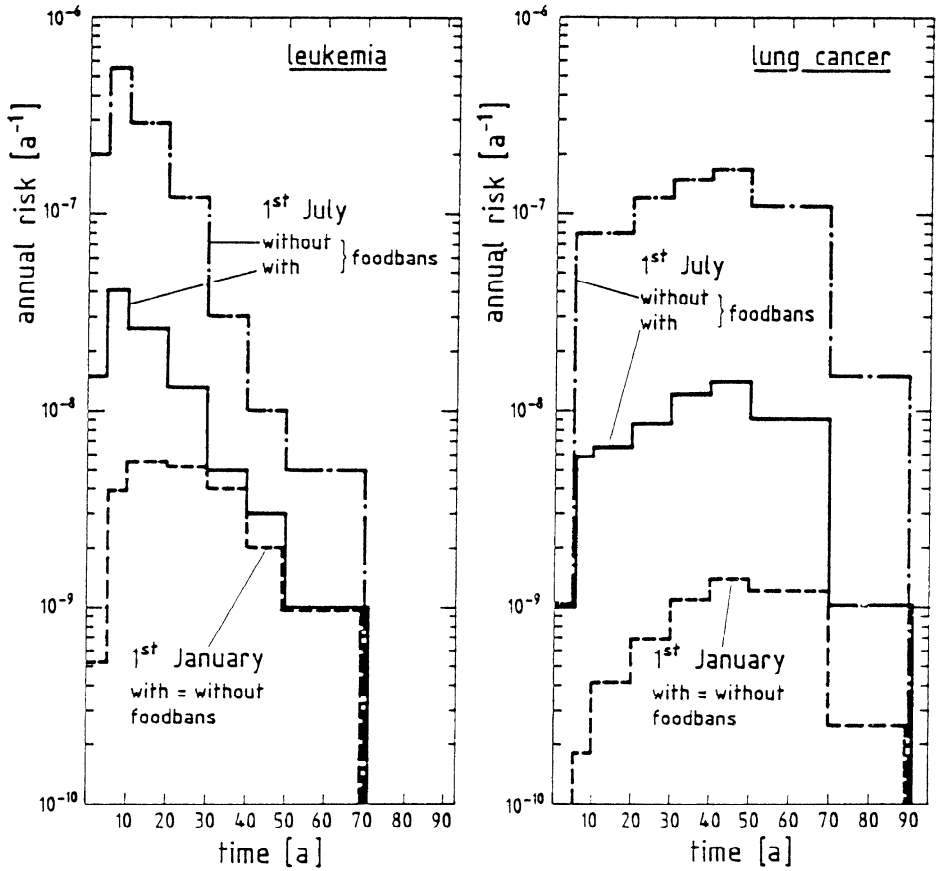 leukemia
annual risk [a⁻¹]
10⁻⁶
10⁻⁷
10⁻⁸
10⁻⁹
10⁻¹⁰
1ˢᵗ July
without
with
} foodbans
1ˢᵗ January
with = without
foodbans
10 20 30 40 50 60 70 80 90
time [a]
lung cancer
annual risk [a⁻¹]
10⁻⁶
10⁻⁷
10⁻⁸
10⁻⁹
10⁻¹⁰
1ˢᵗ July
without
with
} foodbans
1ˢᵗ January
with = without
foodbans
10 20 30 40 50 60 70 80 90
time [a]